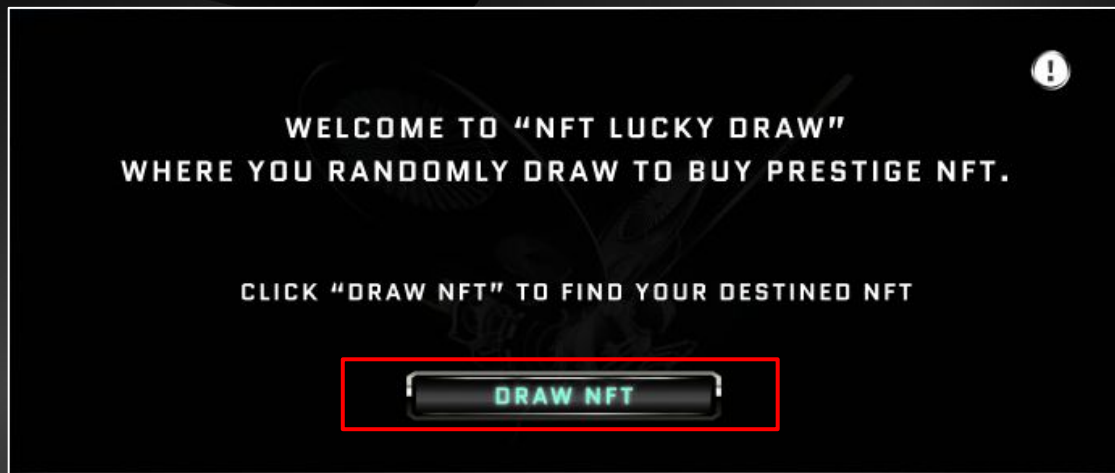 !
WELCOME TO “NFT LUCKY DRAW”
WHERE YOU RANDOMLY DRAW TO BUY PRESTIGE NFT.
CLICK “DRAW NFT” TO FIND YOUR DESTINED NFT
DRAW NFT